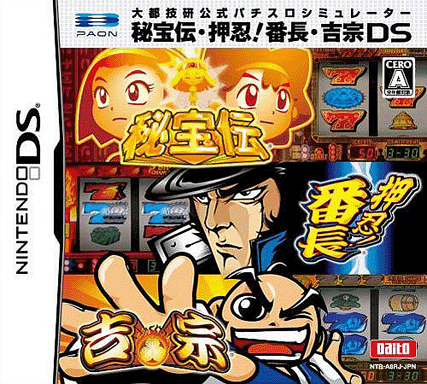 PAON
大都技研公式パチスロシミュレーター
秘宝伝・押忍!番長・吉宗DS
CERO
A
NINTENDO DS
秘宝伝
押忍!
番長
吉宗
Daito
NTB-A8RJ-JPN